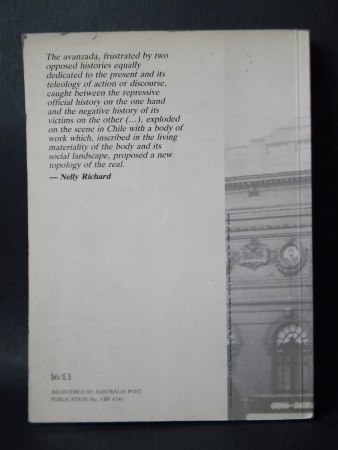 The avanzada, frustrated by two
opposed histories equally
dedicated to the present and its
teleology of action or discourse,
caught between the repressive
official history on the one hand
and the negative history of its
victims on the other (...), exploded
on the scene in Chile with a body of
work which, inscribed in the living
materiality of the body and its
social landscape, proposed a new
topology of the real.
— Nelly Richard
$6/£3
REGISTERED BY AUSTRALIA POST
PUBLICATION No. VBP